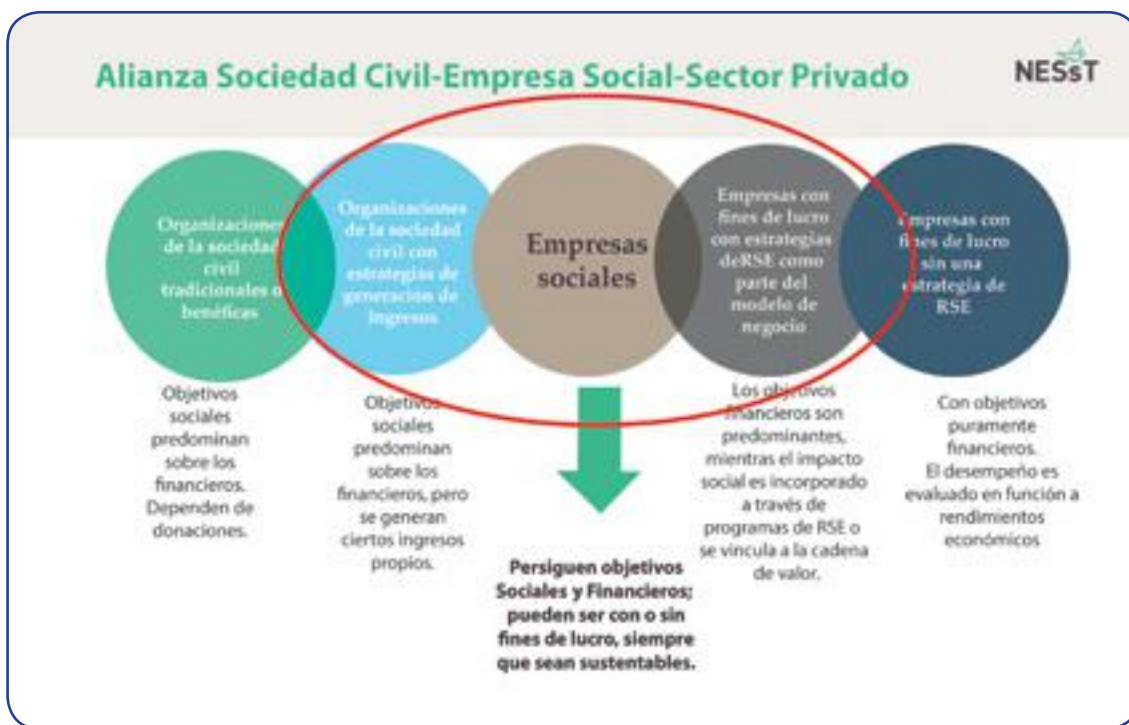 Alianza Sociedad Civil-Empresa Social-Sector Privado
NESsT
Organizaciones
de la sociedad
civil
tradicionales o
benéficas
Organizaciones
de la sociedad
civil con
estrategias de
generación de
ingresos
Empresas
sociales
Empresas con
fines de lucro
con estrategias
deRSE como
parte del
modelo de
negocio
Empresas con
fines de lucro
sin una
estrategia de
RSE
Objetivos
sociales
predominan
sobre los
financieros.
Dependen de
donaciones.
Objetivos
sociales
predominan
sobre los
financieros, pero
se generan
ciertos ingresos
propios.
Persiguen objetivos
Sociales y Financieros;
pueden ser con o sin
fines de lucro, siempre
que sean sustentables.
Los objetivos
financieros son
predominantes,
mientras el impacto
social es incorporado
a través de
programas de RSE o
se vincula a la cadena
de valor.
Con objetivos
puramente
financieros.
El desempeño es
evaluado en función a
rendimientos
económicos